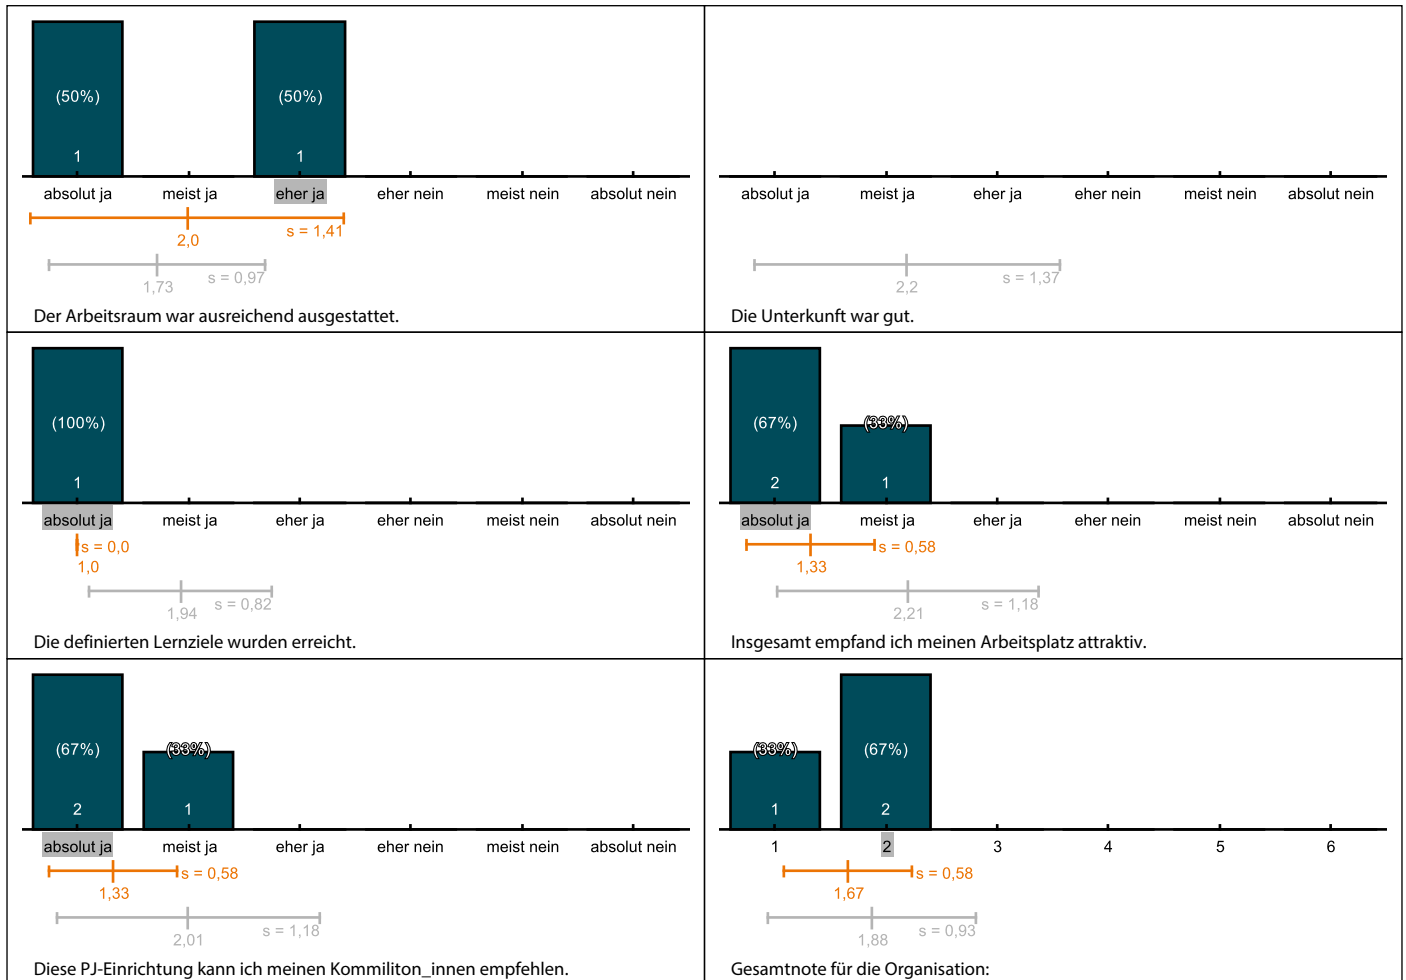 (50%) (50%)
1 1
absolut ja meist ja eher ja eher nein meist nein absolut nein
s = 1,41
2,0
s = 0,97
1,73
Der Arbeitsraum war ausreichend ausgestattet.
absolut ja meist ja eher ja eher nein meist nein absolut nein
s = 1,37
2,2
Die Unterkunft war gut.
(100%)
1
absolut ja meist ja eher ja eher nein meist nein absolut nein
s = 0,0
1,0
s = 0,82
1,94
Die definierten Lernziele wurden erreicht.
(67%) (33%)
2 1
absolut ja meist ja eher ja eher nein meist nein absolut nein
s = 0,58
1,33
s = 1,18
2,21
Insgesamt empfand ich meinen Arbeitsplatz attraktiv.
(67%) (33%)
2 1
absolut ja meist ja eher ja eher nein meist nein absolut nein
s = 0,58
1,33
s = 1,18
2,01
Diese PJ-Einrichtung kann ich meinen Kommiliton_innen empfehlen.
(33%) (67%)
1 2
1 2 3 4 5 6
s = 0,58
1,67
s = 0,93
1,88
Gesamtnote für die Organisation: